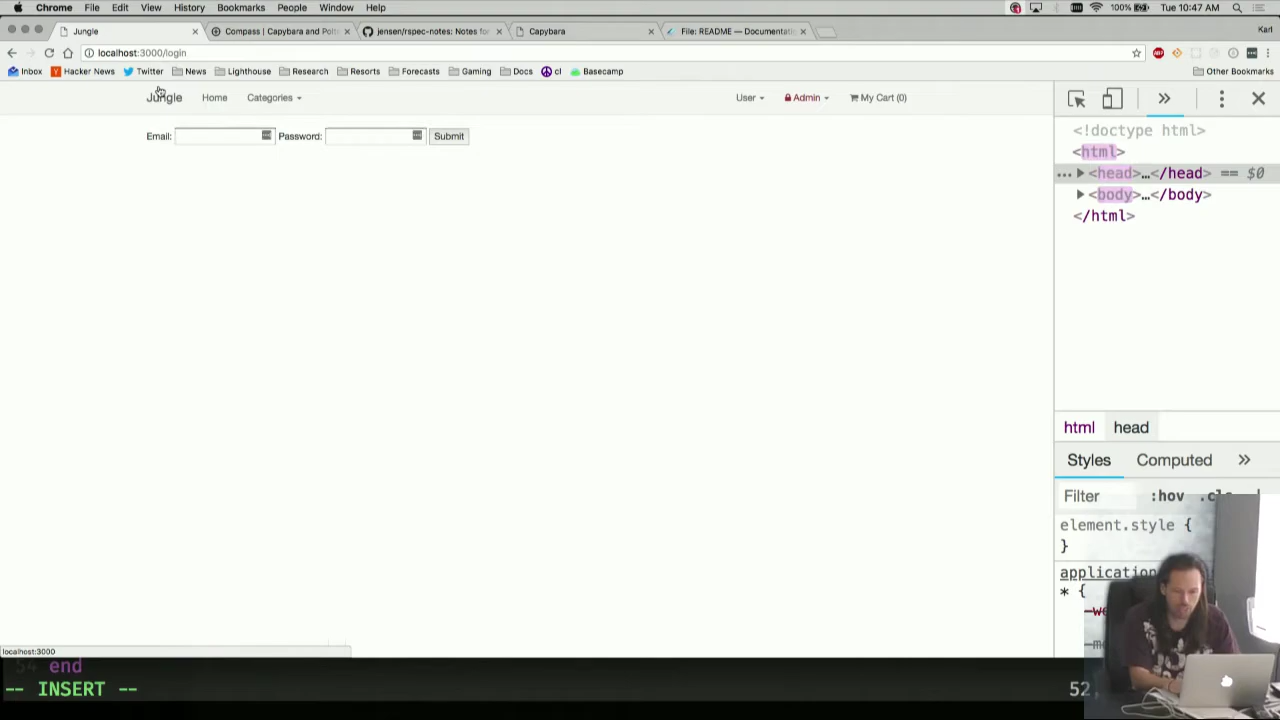 Chrome File Edit View History Bookmarks People Window Help 100% Tue 10:47 AM
Jungle Compass | Capybara and Polt jensen/rspec-notes: Notes for Capybara File: README — Documentati Karl
localhost:3000/login
Inbox Hacker News Twitter News Lighthouse Research Resorts Forecasts Gaming Docs cl Basecamp Other Bookmarks
Jungle Home Categories User Admin My Cart (0)
Email: Password: Submit
<!doctype html>
<html>
… <head>…</head> == $0
<body>…</body>
</html>
html head
Styles Computed
Filter :hov .cls
element.style {
}
application
* {
localhost:3000
54 end
-- INSERT -- 52,